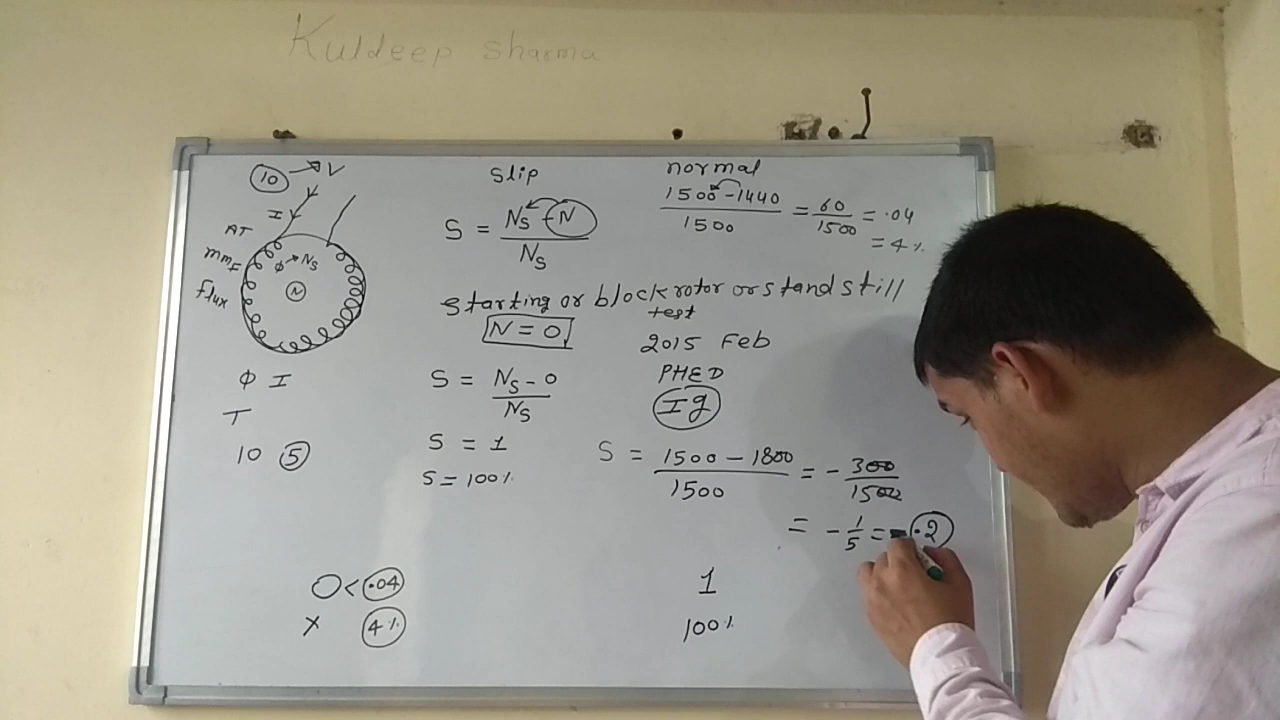 Kuldeep Sharma
10 → V
I
AT
mmf
flux
φ → Ns
N
φ I
T
10 5
0 < .04
X 4%
Slip
S = Ns - N / Ns
normal
1500 - 1440 / 1500 = 60 / 1500 = .04
= 4%
Starting or block rotor or stand still
test
N = 0
2015 Feb
PHED
Ig
S = Ns - 0 / Ns
S = 1
S = 100%
S = 1500 - 1800 / 1500 = - 300 / 1500
= - 1/5 = - .2
1
100%